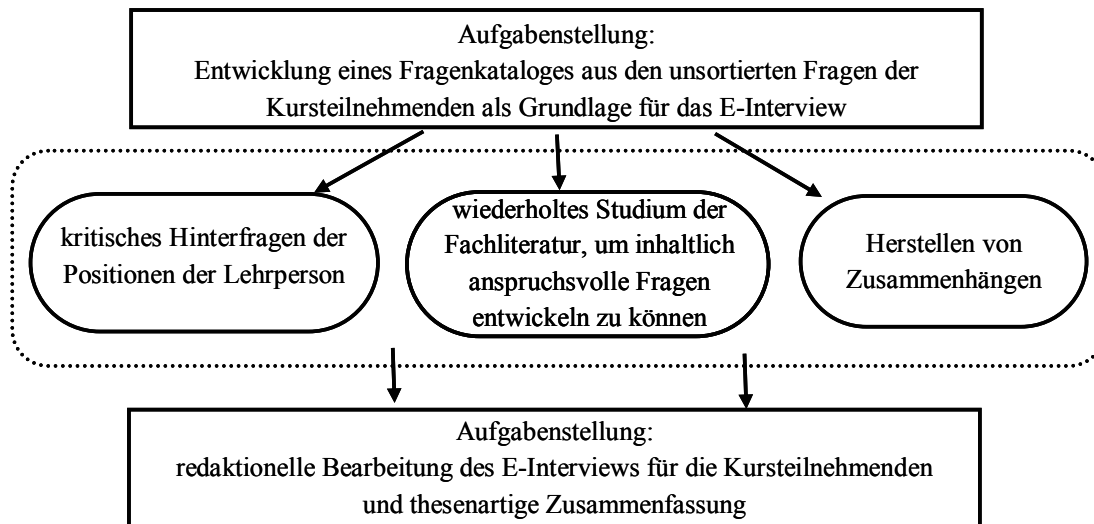 Aufgabenstellung:
Entwicklung eines Fragenkataloges aus den unsortierten Fragen der
Kursteilnehmenden als Grundlage für das E-Interview
kritisches Hinterfragen der
Positionen der Lehrperson
wiederholtes Studium der
Fachliteratur, um inhaltlich
anspruchsvolle Fragen
entwickeln zu können
Herstellen von
Zusammenhängen
Aufgabenstellung:
redaktionelle Bearbeitung des E-Interviews für die Kursteilnehmenden
und thesenartige Zusammenfassung